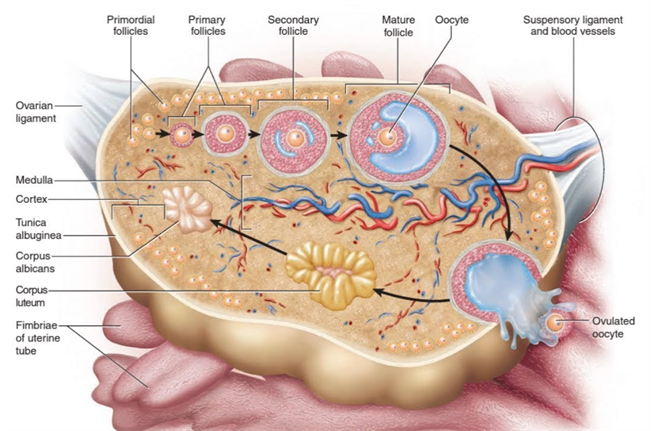 Primordial
follicles
Primary
follicles
Secondary
follicle
Mature
follicle
Oocyte
Suspensory ligament
and blood vessels
Ovarian
ligament
Medulla
Cortex
Tunica
albuginea
Corpus
albicans
Corpus
luteum
Fimbriae
of uterine
tube
Ovulated
oocyte